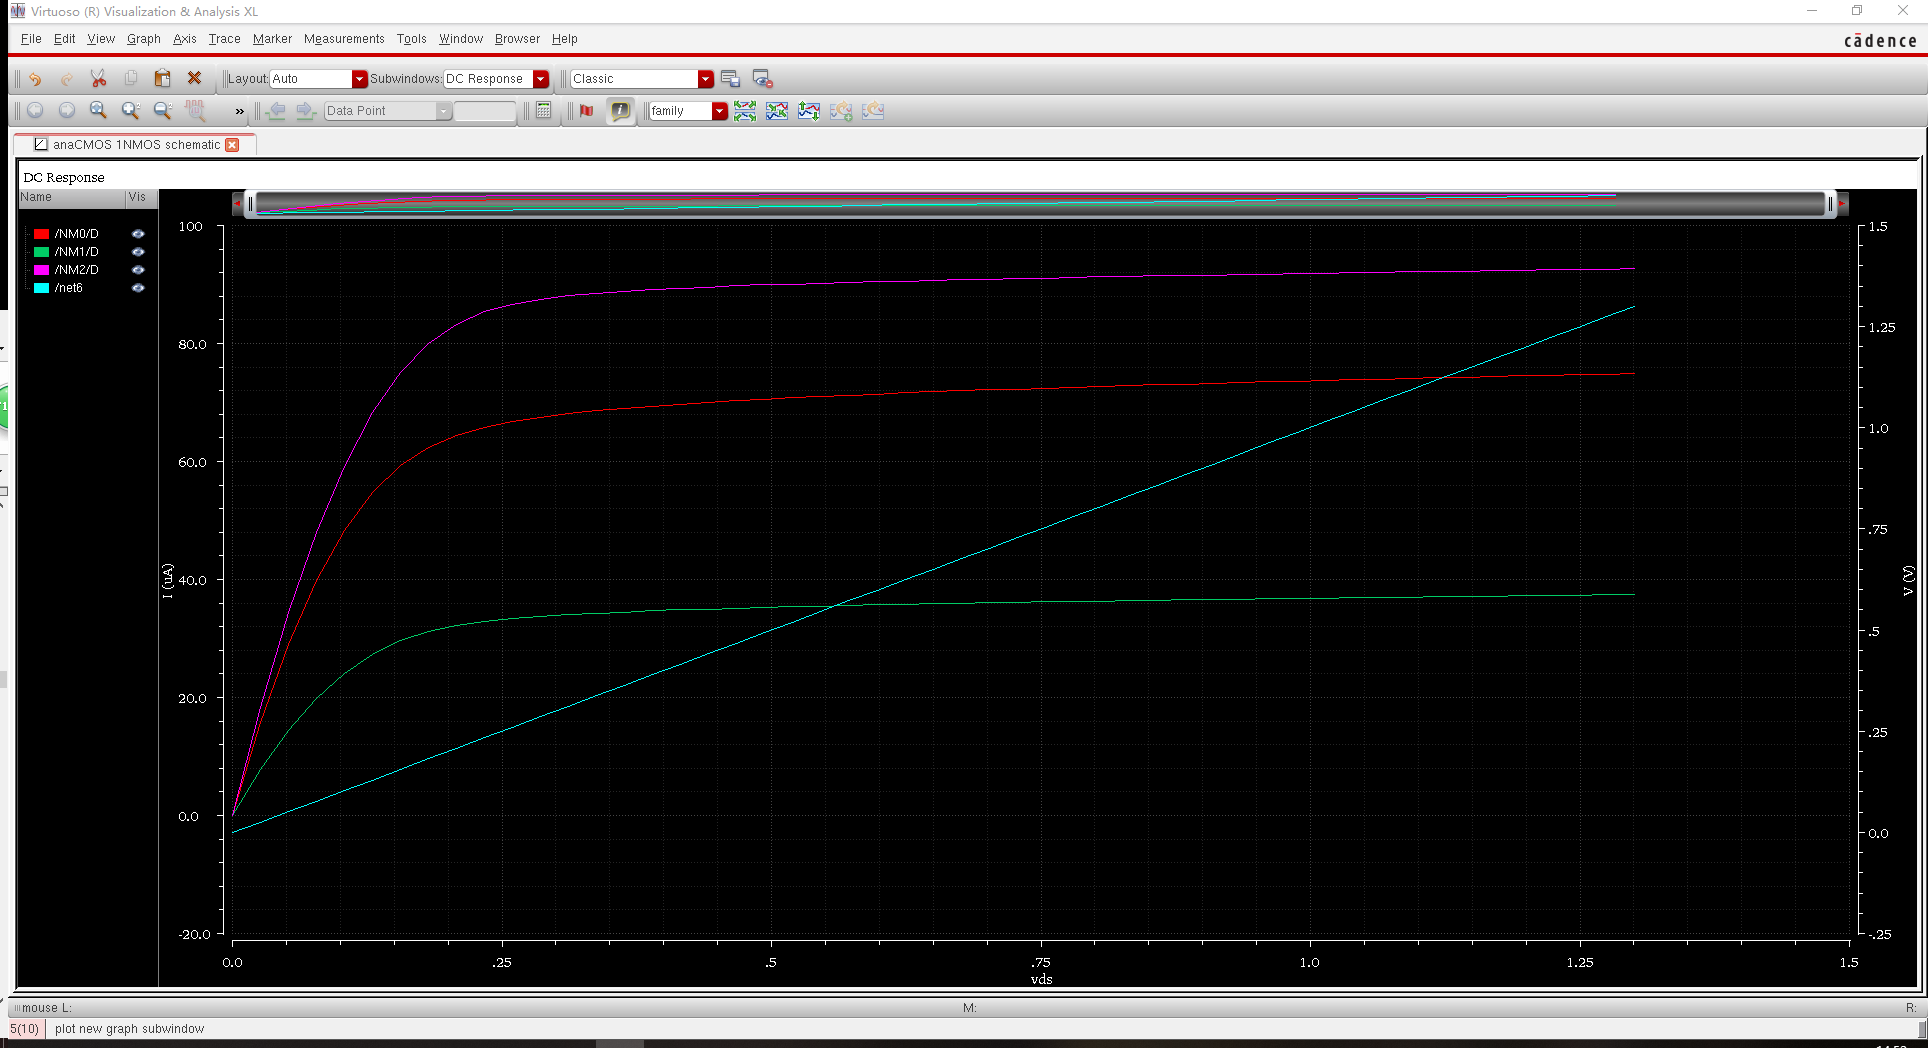 Virtuoso (R) Visualization & Analysis XL
File Edit View Graph Axis Trace Marker Measurements Tools Window Browser Help
cādence
Layout: Auto Subwindows: DC Response Classic
» Data Point family
anaCMOS 1NMOS schematic
DC Response
Name Vis
/NM0/D
/NM1/D
/NM2/D
/net6
100
80.0
60.0
40.0
20.0
0.0
-20.0
I (uA)
1.5
1.25
1.0
.75
.5
.25
0.0
-.25
V (V)
0.0 .25 .5 .75 1.0 1.25 1.5
vds
mouse L: M: R:
5(10) plot new graph subwindow